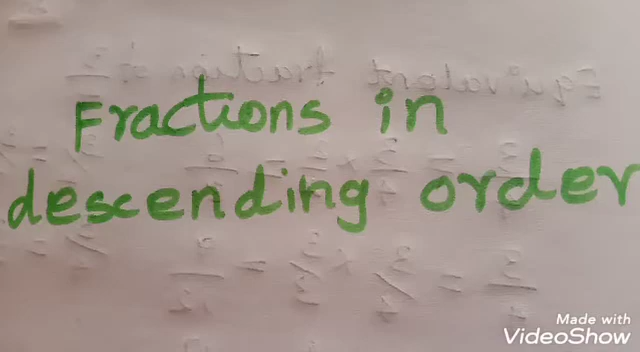 Fractions in
descending order
Made with
VideoShow